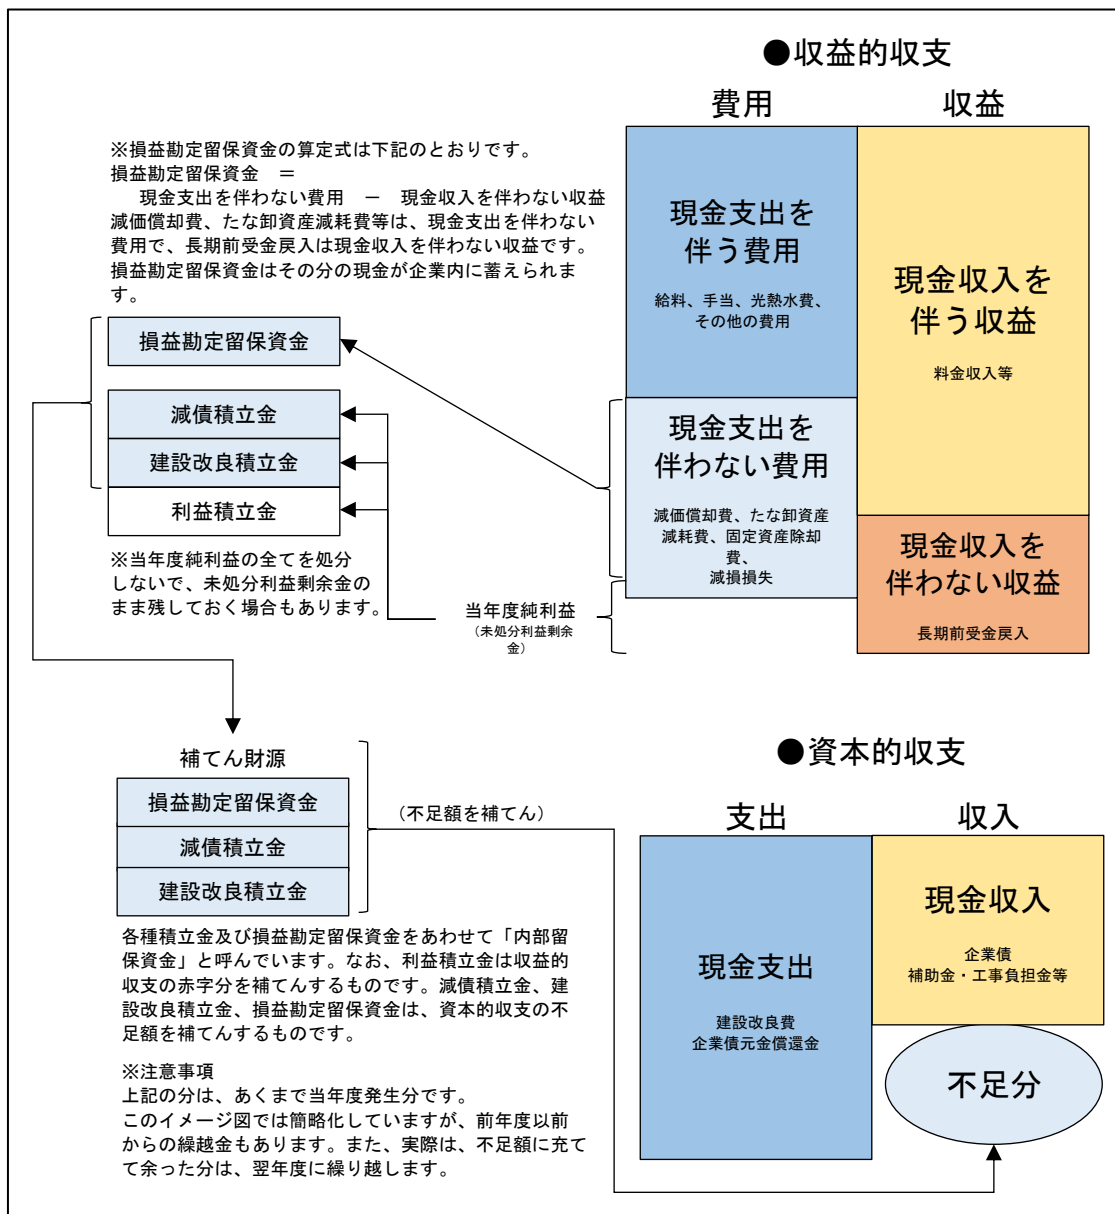 ●収益的収支
費用
収益
※損益勘定留保資金の算定式は下記のとおりです。
損益勘定留保資金　＝
現金支出を伴わない費用　－　現金収入を伴わない収益
減価償却費、たな卸資産減耗費等は、現金支出を伴わない
費用で、長期前受金戻入は現金収入を伴わない収益です。
損益勘定留保資金はその分の現金が企業内に蓄えられま
す。
現金支出を
伴う費用
給料、手当、光熱水費、
その他の費用
現金収入を
伴う収益
料金収入等
損益勘定留保資金
減債積立金
建設改良積立金
利益積立金
現金支出を
伴わない費用
減価償却費、たな卸資産
減耗費、固定資産除却
費、
減損損失
現金収入を
伴わない収益
長期前受金戻入
※当年度純利益の全てを処分
しないで、未処分利益剰余金の
まま残しておく場合もあります。
当年度純利益
（未処分利益剰余
金）
補てん財源
損益勘定留保資金
減債積立金
建設改良積立金
（不足額を補てん）
●資本的収支
支出
収入
現金支出
建設改良費
企業債元金償還金
現金収入
企業債
補助金・工事負担金等
不足分
各種積立金及び損益勘定留保資金をあわせて「内部留
保資金」と呼んでいます。なお、利益積立金は収益的
収支の赤字分を補てんするものです。減債積立金、建
設改良積立金、損益勘定留保資金は、資本的収支の不
足額を補てんするものです。
※注意事項
上記の分は、あくまで当年度発生分です。
このイメージ図では簡略化していますが、前年度以前
からの繰越金もあります。また、実際は、不足額に充て
て余った分は、翌年度に繰り越します。